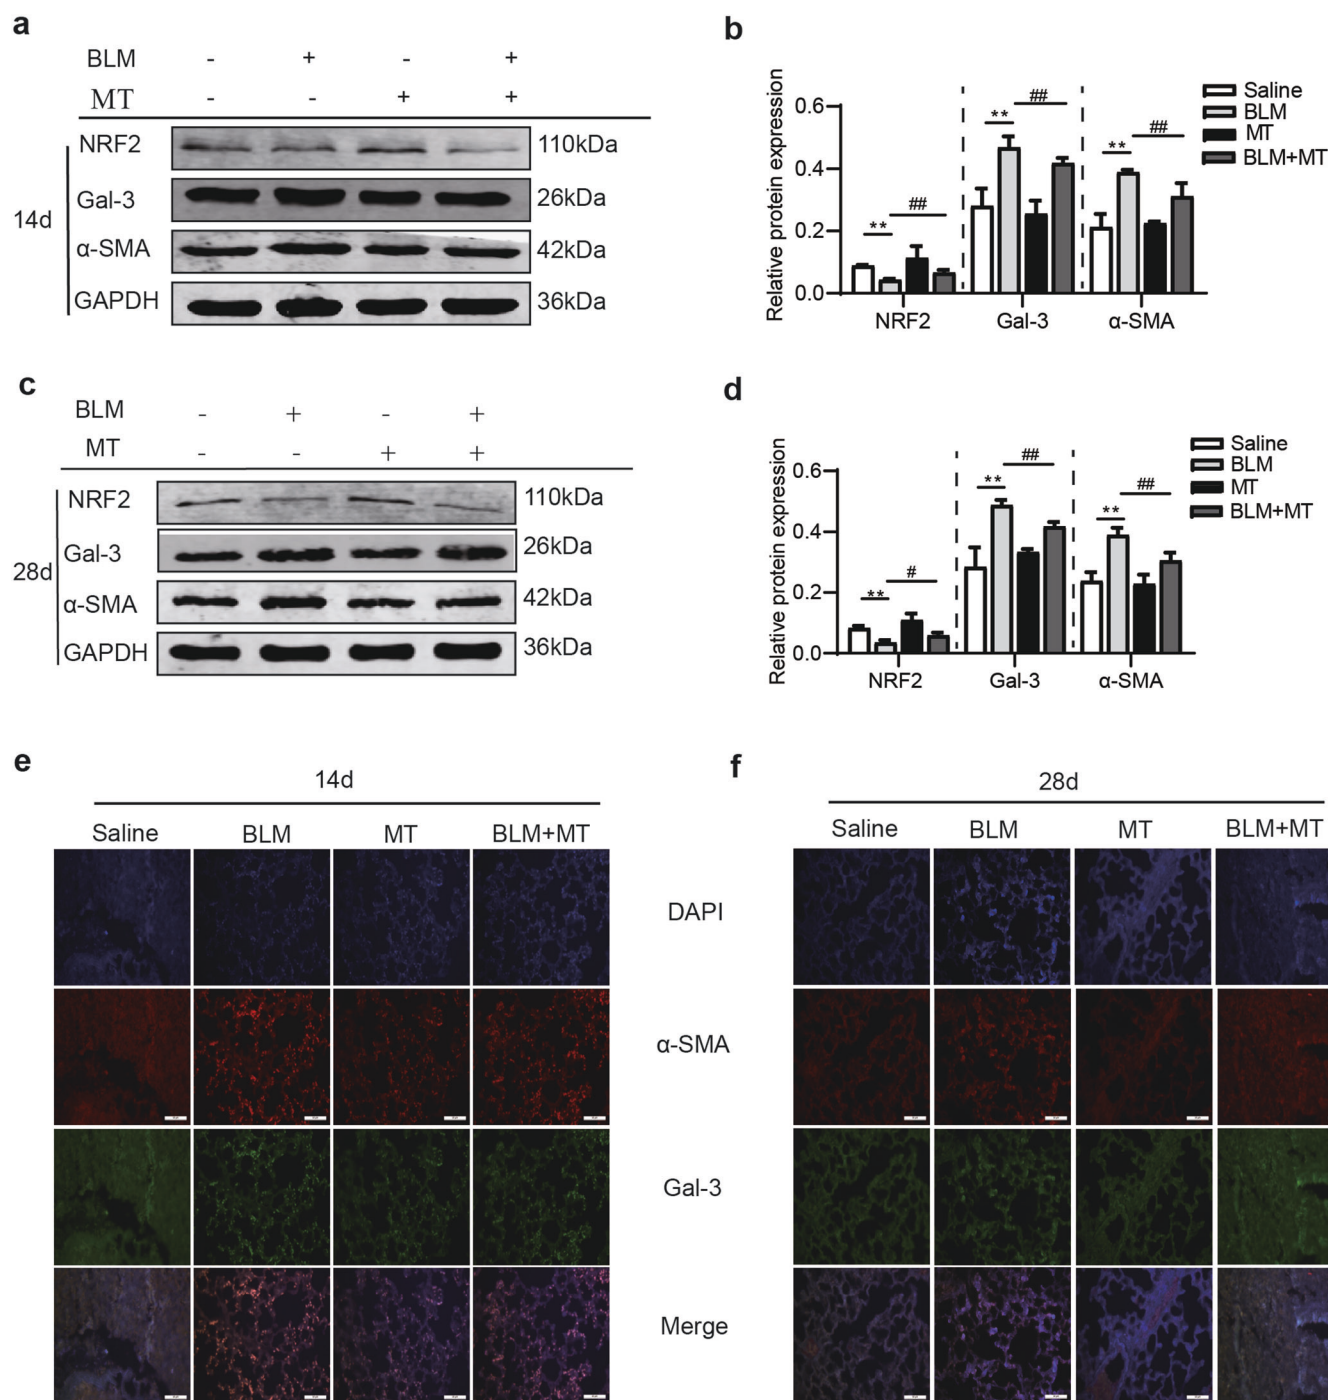 a
BLM - + - +
MT - - + +
14d
NRF2 110kDa
Gal-3 26kDa
α-SMA 42kDa
GAPDH 36kDa
b
Relative protein expression
0.6
0.4
0.2
0.0
** ## ** ## ** ##
NRF2 Gal-3 α-SMA
Saline
BLM
MT
BLM+MT
c
BLM - + - +
MT - - + +
28d
NRF2 110kDa
Gal-3 26kDa
α-SMA 42kDa
GAPDH 36kDa
d
Relative protein expression
0.6
0.4
0.2
0.0
** # ** ## ** ##
NRF2 Gal-3 α-SMA
Saline
BLM
MT
BLM+MT
e
14d
Saline BLM MT BLM+MT
f
28d
Saline BLM MT BLM+MT
DAPI
α-SMA
Gal-3
Merge